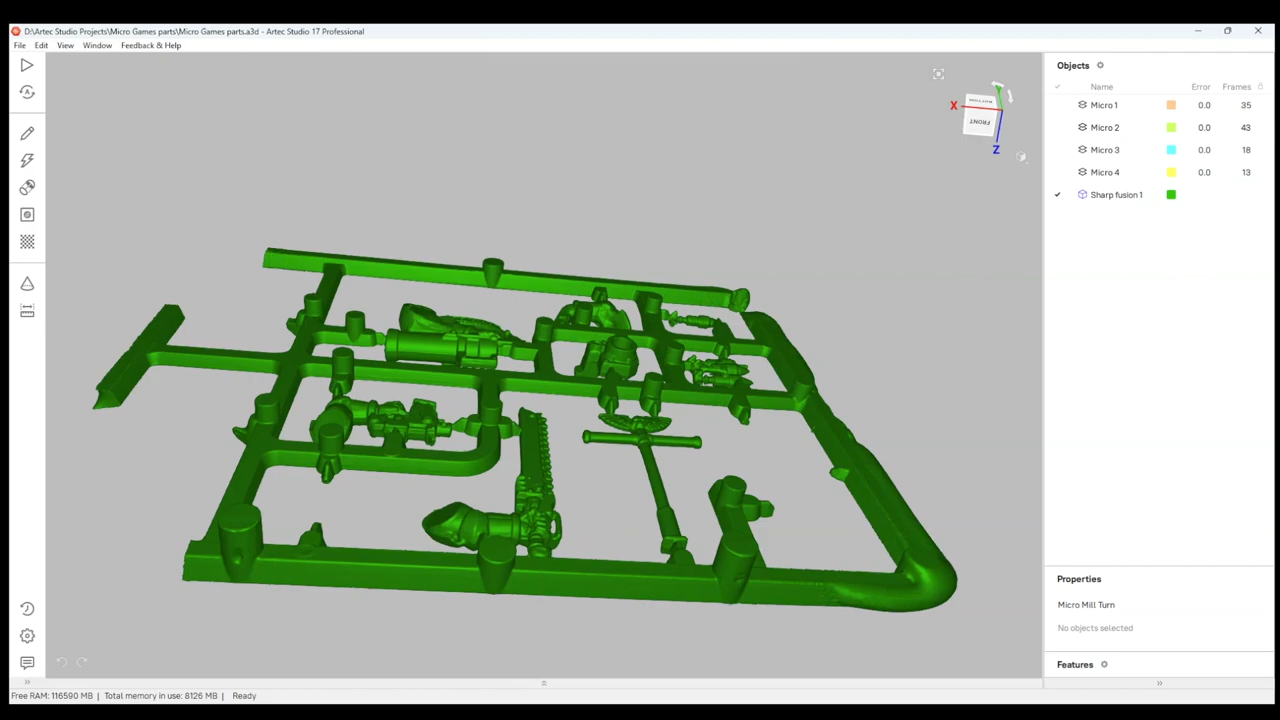 D:\Artec Studio Projects\Micro Games parts\Micro Games parts.a3d - Artec Studio 17 Professional
File Edit View Window Feedback & Help
Objects
Name Error Frames
Micro 1 0.0 35
Micro 2 0.0 43
Micro 3 0.0 18
Micro 4 0.0 13
Sharp fusion 1
X
FRONT
Z
Properties
Micro Mill Turn
No objects selected
Features
Free RAM: 116590 MB | Total memory in use: 8126 MB | Ready